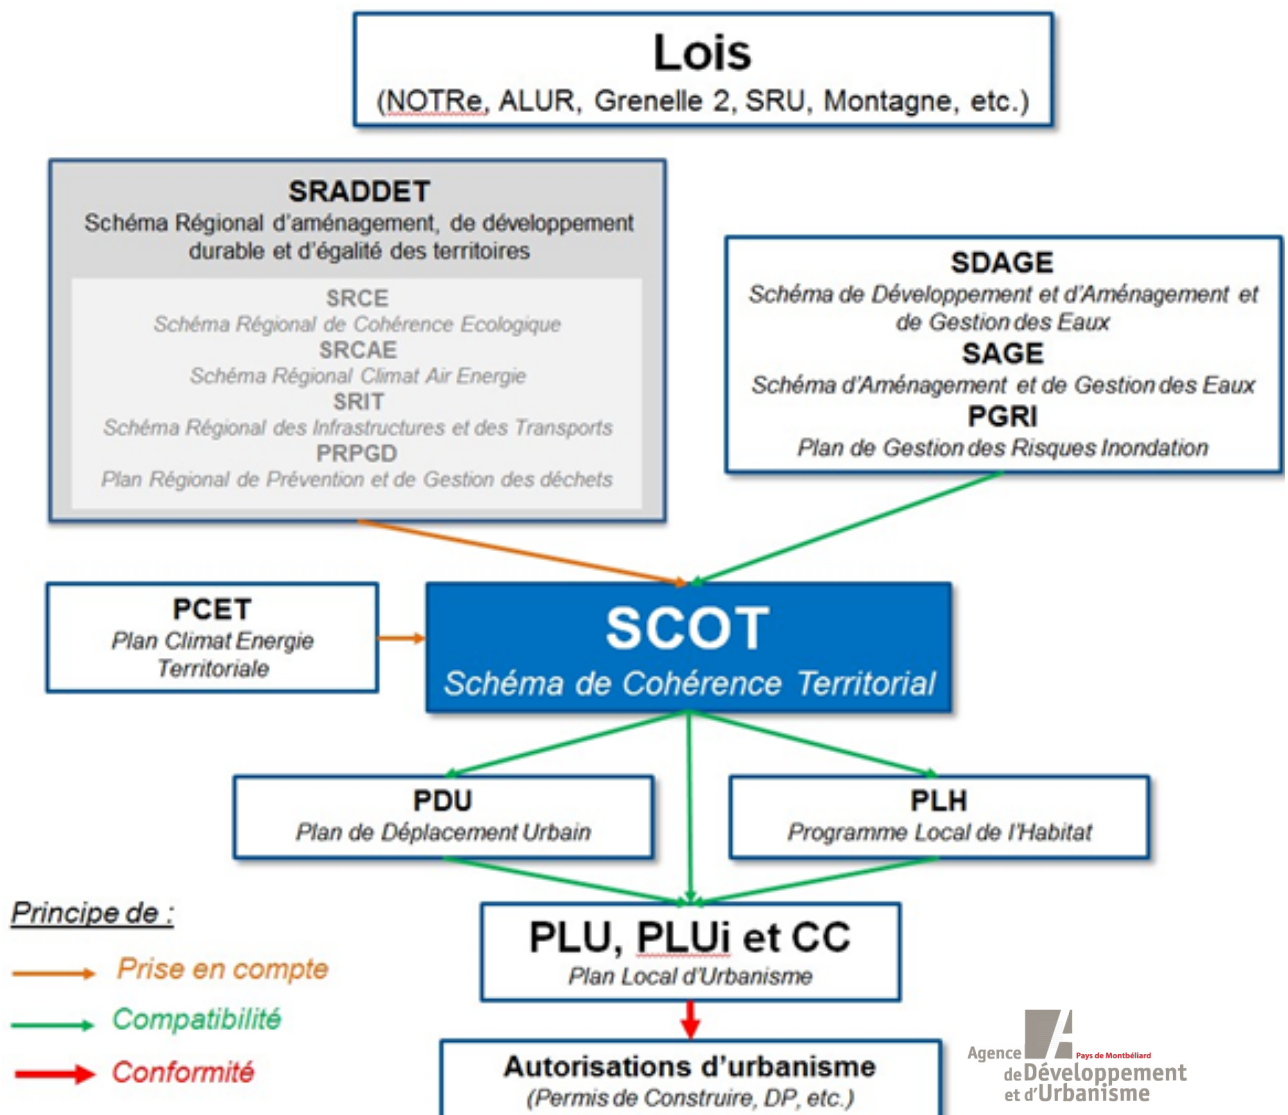 Lois
(NOTRe, ALUR, Grenelle 2, SRU, Montagne, etc.)
SRADDET
Schéma Régional d'aménagement, de développement
durable et d'égalité des territoires
SRCE
Schéma Régional de Cohérence Ecologique
SRCAE
Schéma Régional Climat Air Energie
SRIT
Schéma Régional des Infrastructures et des Transports
PRPGD
Plan Régional de Prévention et de Gestion des déchets
SDAGE
Schéma de Développement et d'Aménagement et
de Gestion des Eaux
SAGE
Schéma d'Aménagement et de Gestion des Eaux
PGRI
Plan de Gestion des Risques Inondation
PCET
Plan Climat Energie
Territoriale
SCOT
Schéma de Cohérence Territorial
PDU
Plan de Déplacement Urbain
PLH
Programme Local de l'Habitat
PLU, PLUi et CC
Plan Local d'Urbanisme
Autorisations d'urbanisme
(Permis de Construire, DP, etc.)
Principe de :
Prise en compte
Compatibilité
Conformité
Agence Pays de Montbéliard
de Développement
et d'Urbanisme